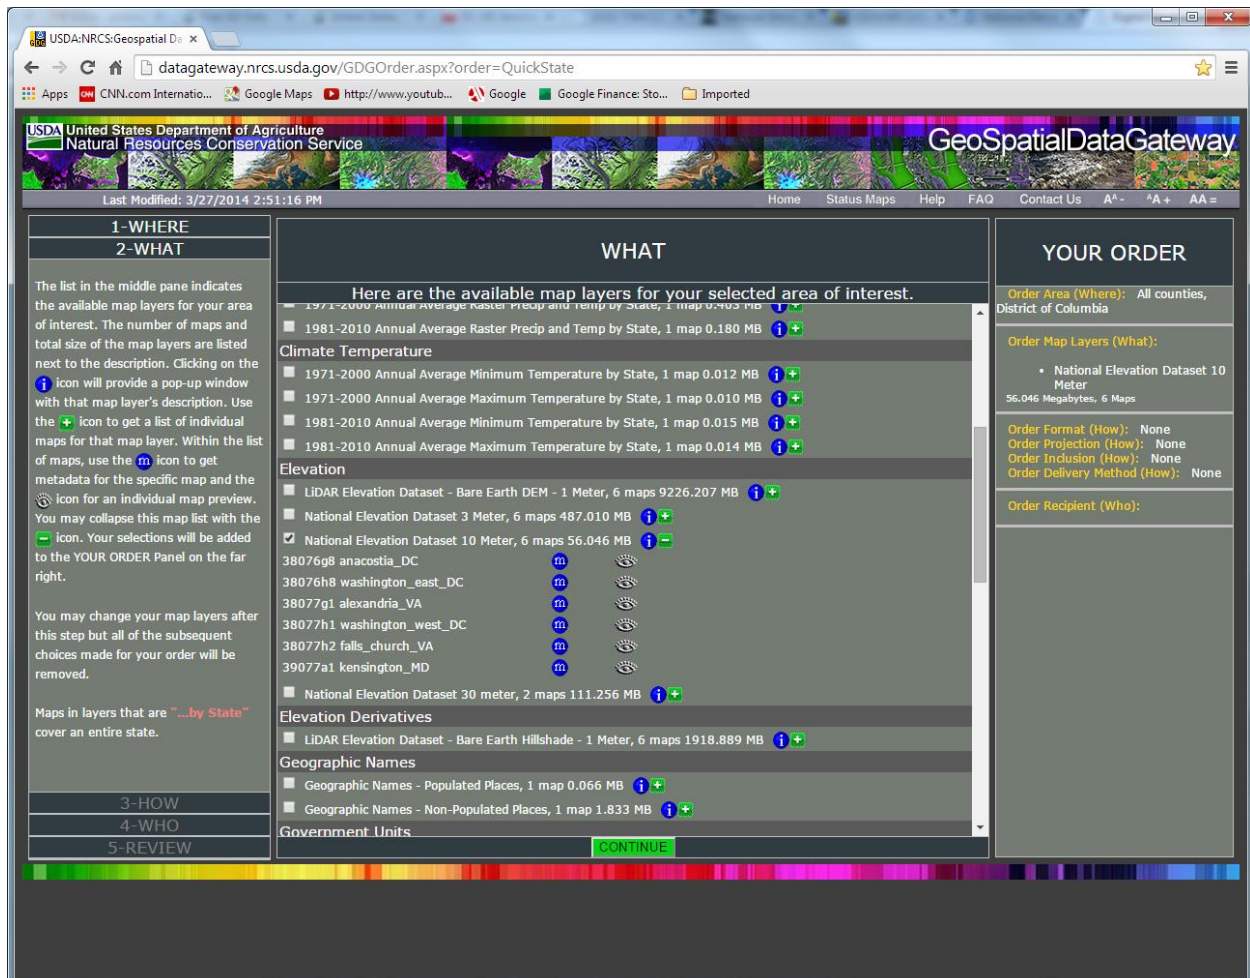 USDA:NRCS:Geospatial Da
datagateway.nrcs.usda.gov/GDGOrder.aspx?order=QuickState
Apps CNN.com Internatio... Google Maps http://www.youtub... Google Google Finance: Sto... Imported
USDA United States Department of Agriculture
Natural Resources Conservation Service
GeoSpatialDataGateway
Last Modified: 3/27/2014 2:51:16 PM
Home Status Maps Help FAQ Contact Us Aᴬ - ᴬA + AA =
1-WHERE
2-WHAT
The list in the middle pane indicates
the available map layers for your area
of interest. The number of maps and
total size of the map layers are listed
next to the description. Clicking on the
i icon will provide a pop-up window
with that map layer's description. Use
the + icon to get a list of individual
maps for that map layer. Within the list
of maps, use the m icon to get
metadata for the specific map and the
icon for an individual map preview.
You may collapse this map list with the
- icon. Your selections will be added
to the YOUR ORDER Panel on the far
right.
You may change your map layers after
this step but all of the subsequent
choices made for your order will be
removed.
Maps in layers that are "...by State"
cover an entire state.
3-HOW
4-WHO
5-REVIEW
WHAT
Here are the available map layers for your selected area of interest.
1971-2000 Annual Average Raster Precip and Temp by State, 1 map 0.403 MB
1981-2010 Annual Average Raster Precip and Temp by State, 1 map 0.180 MB
Climate Temperature
1971-2000 Annual Average Minimum Temperature by State, 1 map 0.012 MB
1971-2000 Annual Average Maximum Temperature by State, 1 map 0.010 MB
1981-2010 Annual Average Minimum Temperature by State, 1 map 0.015 MB
1981-2010 Annual Average Maximum Temperature by State, 1 map 0.014 MB
Elevation
LiDAR Elevation Dataset - Bare Earth DEM - 1 Meter, 6 maps 9226.207 MB
National Elevation Dataset 3 Meter, 6 maps 487.010 MB
National Elevation Dataset 10 Meter, 6 maps 56.046 MB
38076g8 anacostia_DC
38076h8 washington_east_DC
38077g1 alexandria_VA
38077h1 washington_west_DC
38077h2 falls_church_VA
39077a1 kensington_MD
National Elevation Dataset 30 meter, 2 maps 111.256 MB
Elevation Derivatives
LiDAR Elevation Dataset - Bare Earth Hillshade - 1 Meter, 6 maps 1918.889 MB
Geographic Names
Geographic Names - Populated Places, 1 map 0.066 MB
Geographic Names - Non-Populated Places, 1 map 1.833 MB
Government Units
CONTINUE
YOUR ORDER
Order Area (Where): All counties,
District of Columbia
Order Map Layers (What):
• National Elevation Dataset 10
Meter
56.046 Megabytes, 6 Maps
Order Format (How): None
Order Projection (How): None
Order Inclusion (How): None
Order Delivery Method (How): None
Order Recipient (Who):